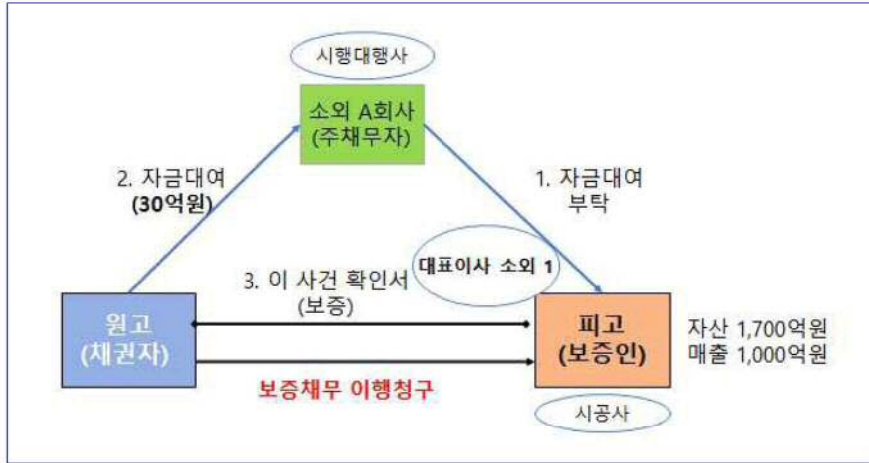 시행대행사
소외 A회사
(주채무자)
2. 자금대여
(30억원)
1. 자금대여
부탁
대표이사 소외 1
3. 이 사건 확인서
(보증)
원고
(채권자)
피고
(보증인)
자산 1,700억원
매출 1,000억원
보증채무 이행청구
시공사